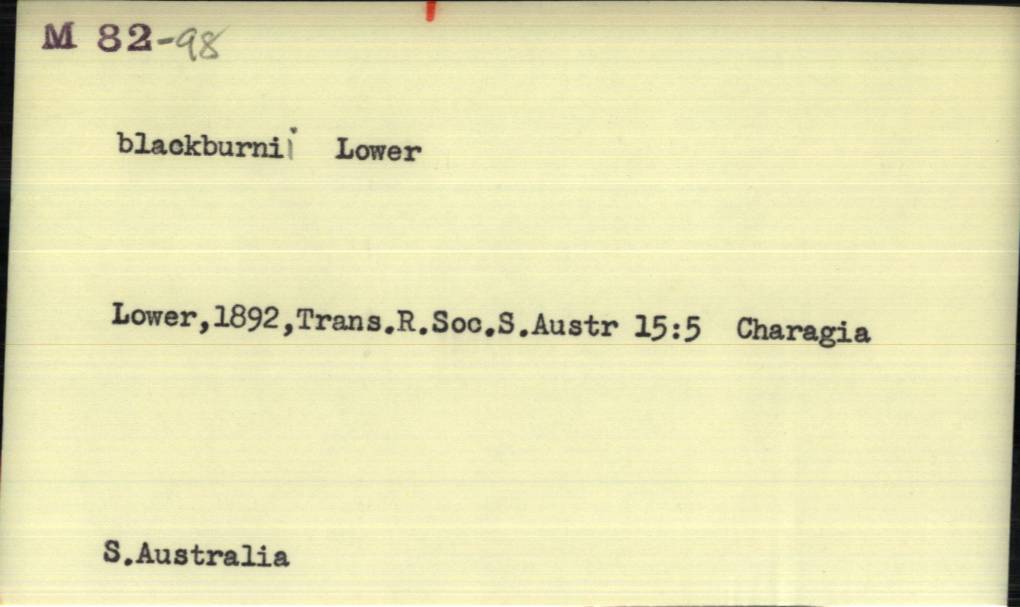 M 82-98
blackburnii Lower
Lower,1892,Trans.R.Soc.S.Austr 15:5 Charagia
S.Australia